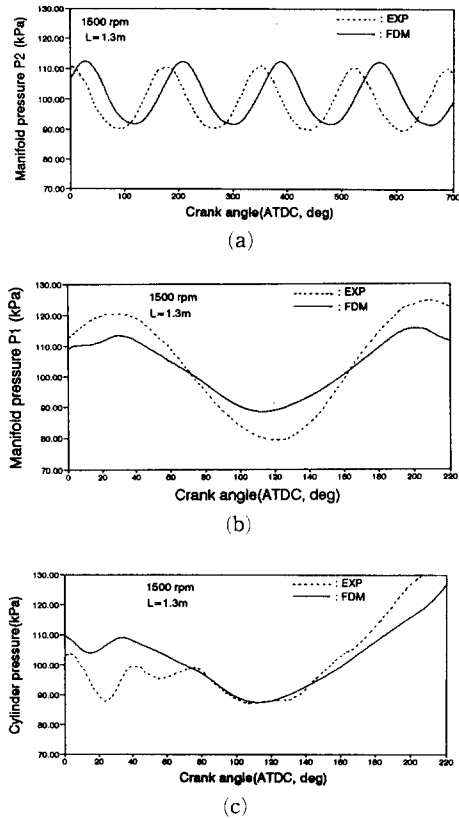 Manifold pressure P2 (kPa)
130.00
120.00
110.00
100.00
90.00
80.00
70.00
1500 rpm
L=1.3m
: EXP
: FDM
0
100
200
300
400
500
600
700
Crank angle(ATDC, deg)
(a)
Manifold pressure P1 (kPa)
130.00
120.00
110.00
100.00
90.00
80.00
70.00
1500 rpm
L=1.3m
: EXP
: FDM
0
20
40
60
80
100
120
140
160
180
200
220
Crank angle(ATDC, deg)
(b)
Cylinder pressure(kPa)
130.00
120.00
110.00
100.00
90.00
80.00
70.00
1500 rpm
L=1.3m
: EXP
: FDM
0
20
40
60
80
100
120
140
160
180
200
220
Crank angle(ATDC, deg)
(c)